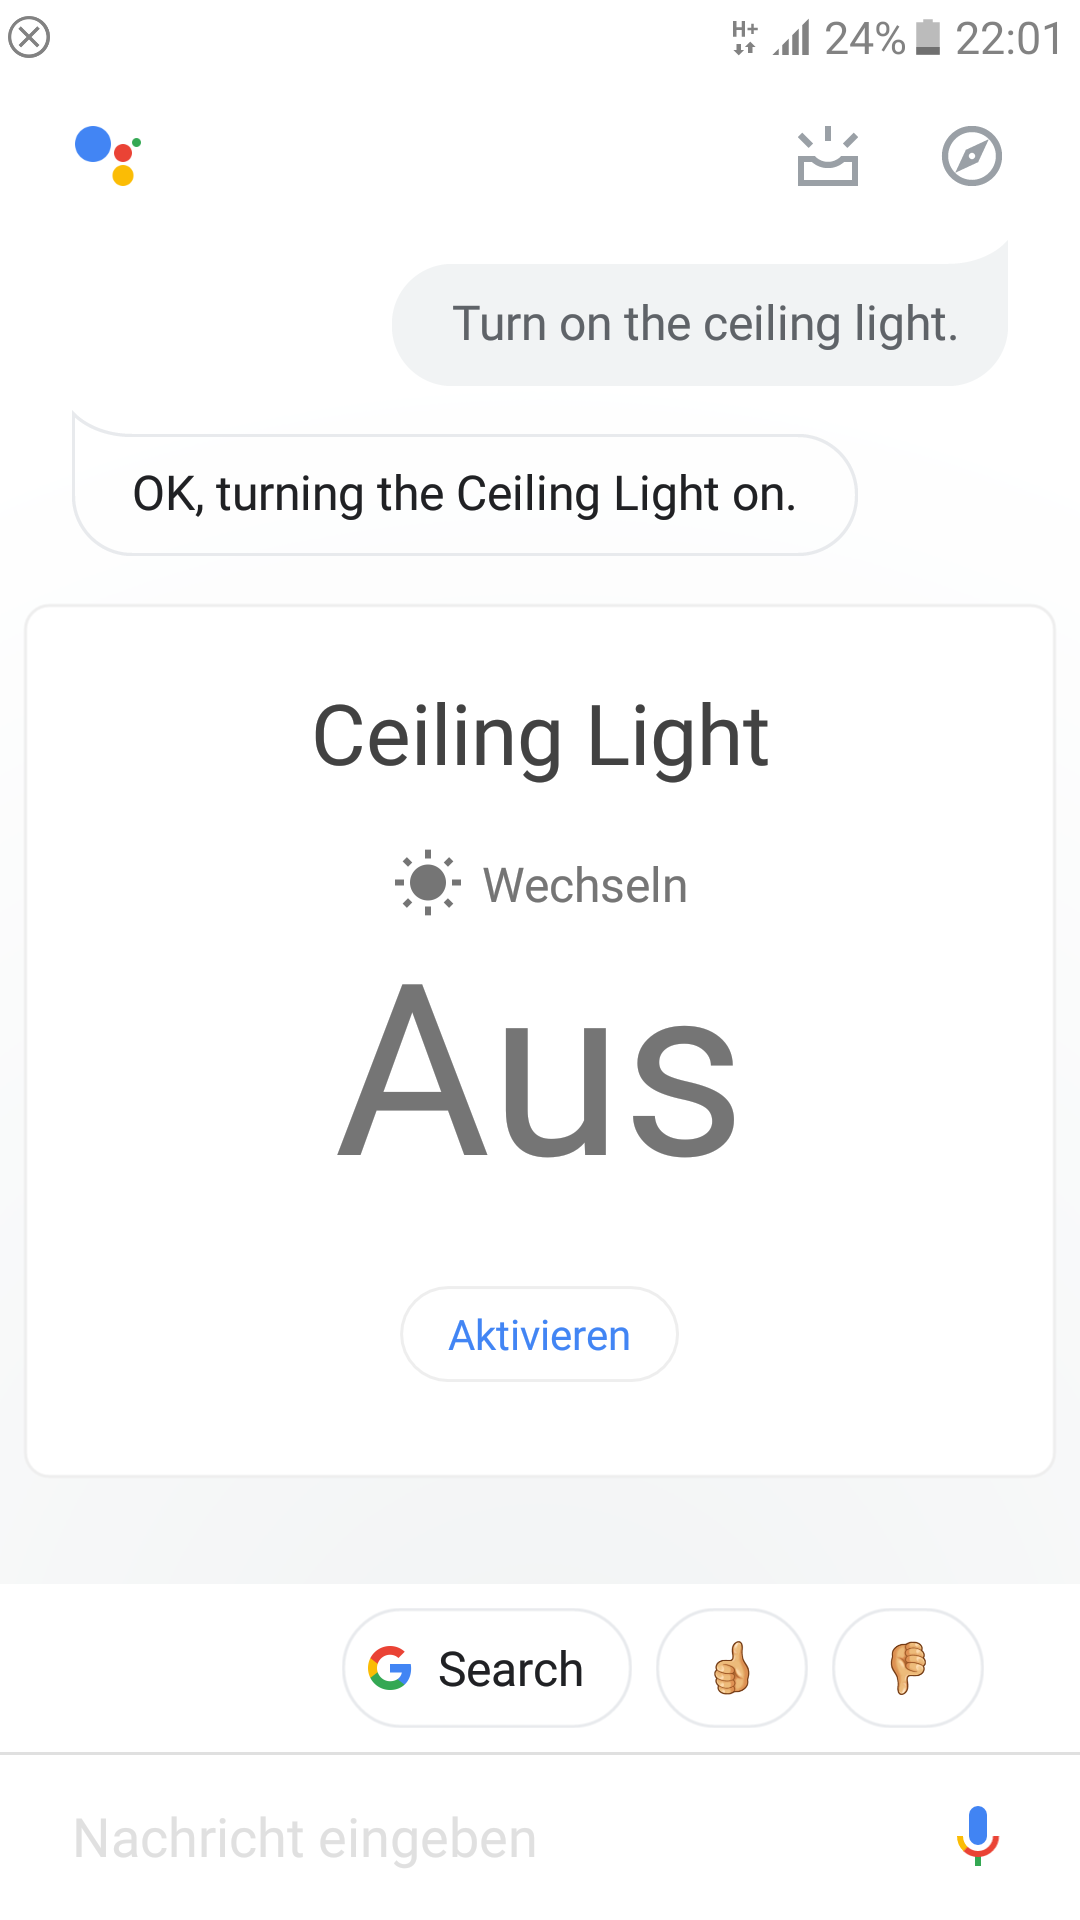 H+ 24% 22:01
Turn on the ceiling light.
OK, turning the Ceiling Light on.
Ceiling Light
Wechseln
Aus
Aktivieren
Search
Nachricht eingeben